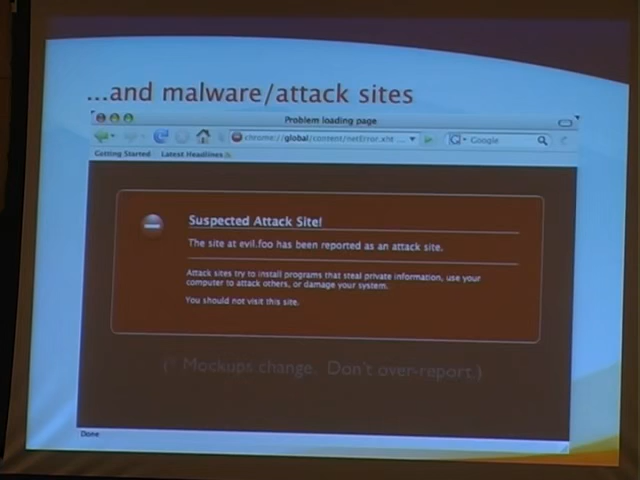 ...and malware/attack sites
Problem loading page
chrome://global/content/netError.xht ...
Google
Getting Started Latest Headlines
Suspected Attack Site!
The site at evil.foo has been reported as an attack site.
Attack sites try to install programs that steal private information, use your
computer to attack others, or damage your system.
You should not visit this site.
(* Mockups change. Don't over-report.)
Done